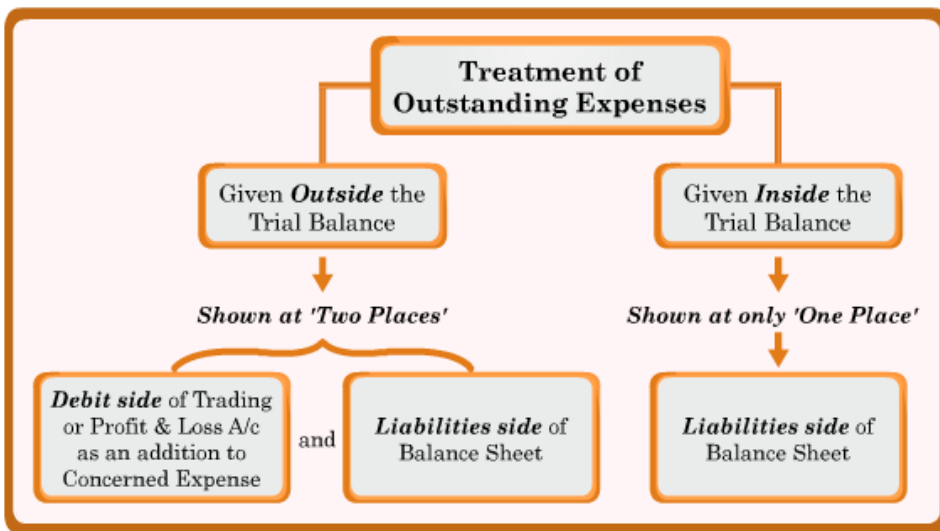 Treatment of
Outstanding Expenses
Given Outside the
Trial Balance
Given Inside the
Trial Balance
Shown at 'Two Places'
Shown at only 'One Place'
Debit side of Trading
or Profit & Loss A/c
as an addition to
Concerned Expense
and
Liabilities side of
Balance Sheet
Liabilities side of
Balance Sheet